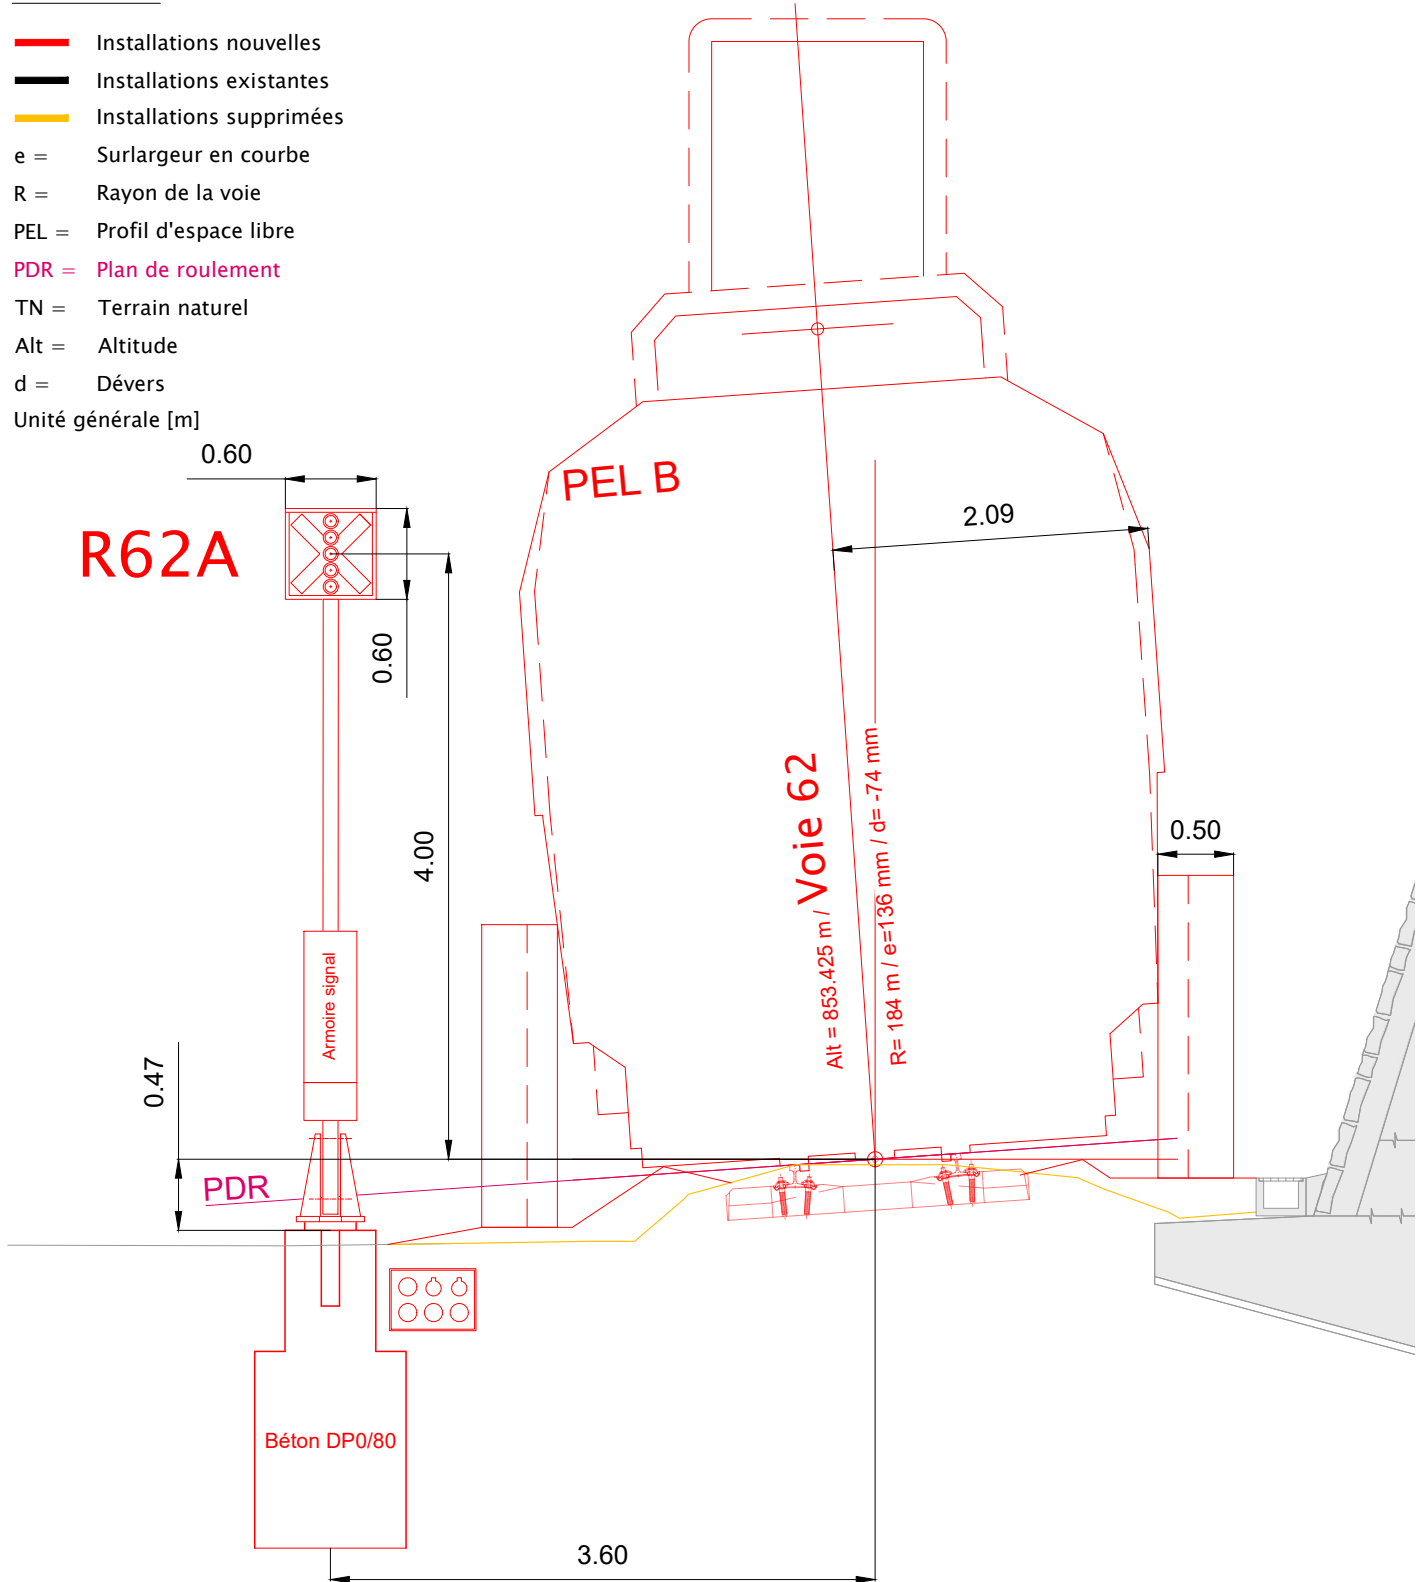 Installations nouvelles
Installations existantes
Installations supprimées
e = Surlargeur en courbe
R = Rayon de la voie
PEL = Profil d'espace libre
PDR = Plan de roulement
TN = Terrain naturel
Alt = Altitude
d = Dévers
Unité générale [m]
0.60
PEL B
2.09
R62A
0.60
4.00
Alt = 853.425 m / Voie 62
R= 184 m / e=136 mm / d= -74 mm
0.50
Armoire signal
0.47
PDR
Béton DP0/80
3.60